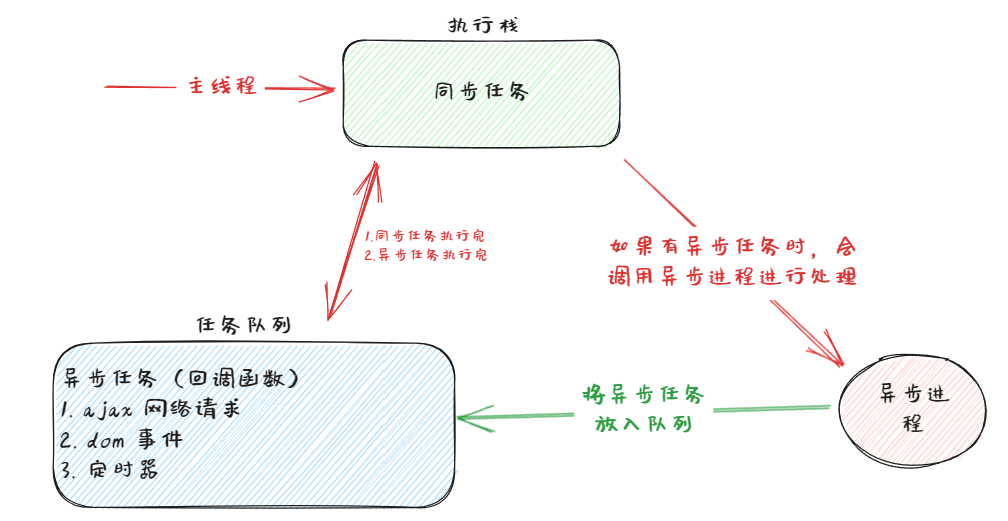 执行栈
主线程
同步任务
1.同步任务执行完
2.异步任务执行完
如果有异步任务时，会
调用异步进程进行处理
任务队列
异步任务（回调函数）
1. ajax 网络请求
2. dom 事件
3. 定时器
将异步任务
放入队列
异步进
程